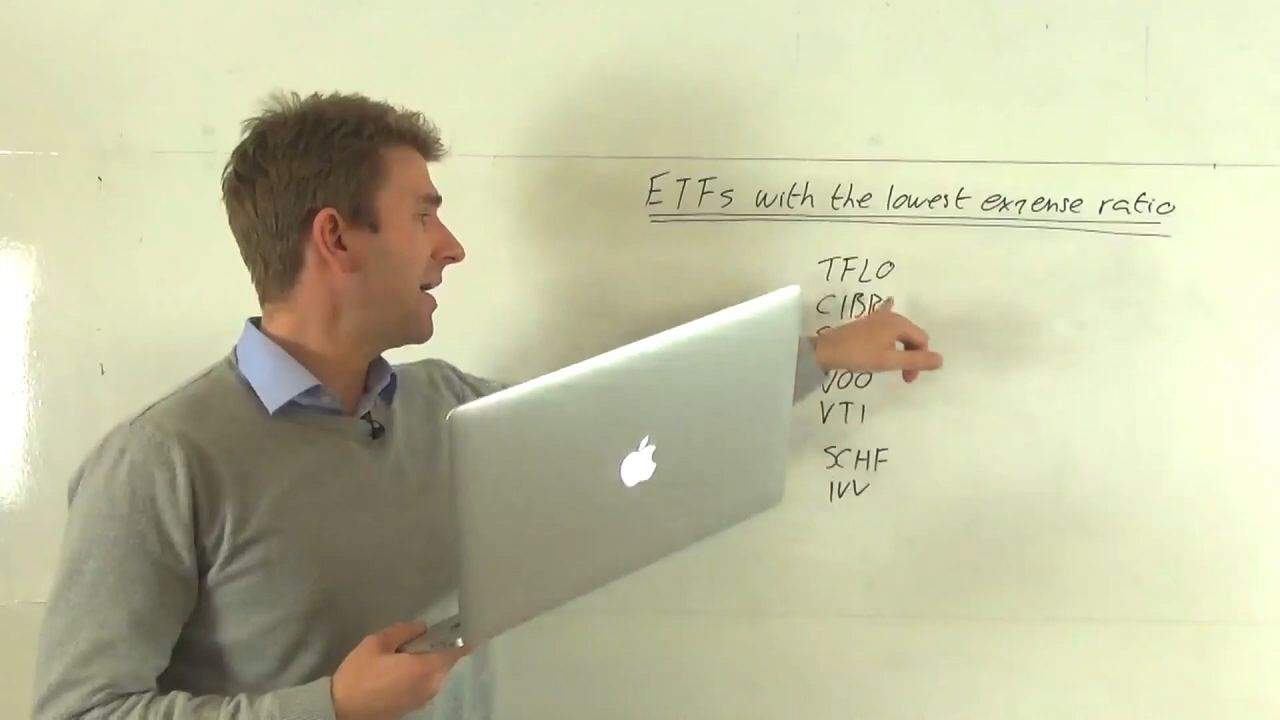 ETFs with the lowest expense ratio
TFLO
CIBR
VOO
VTI
SCHF
IVV